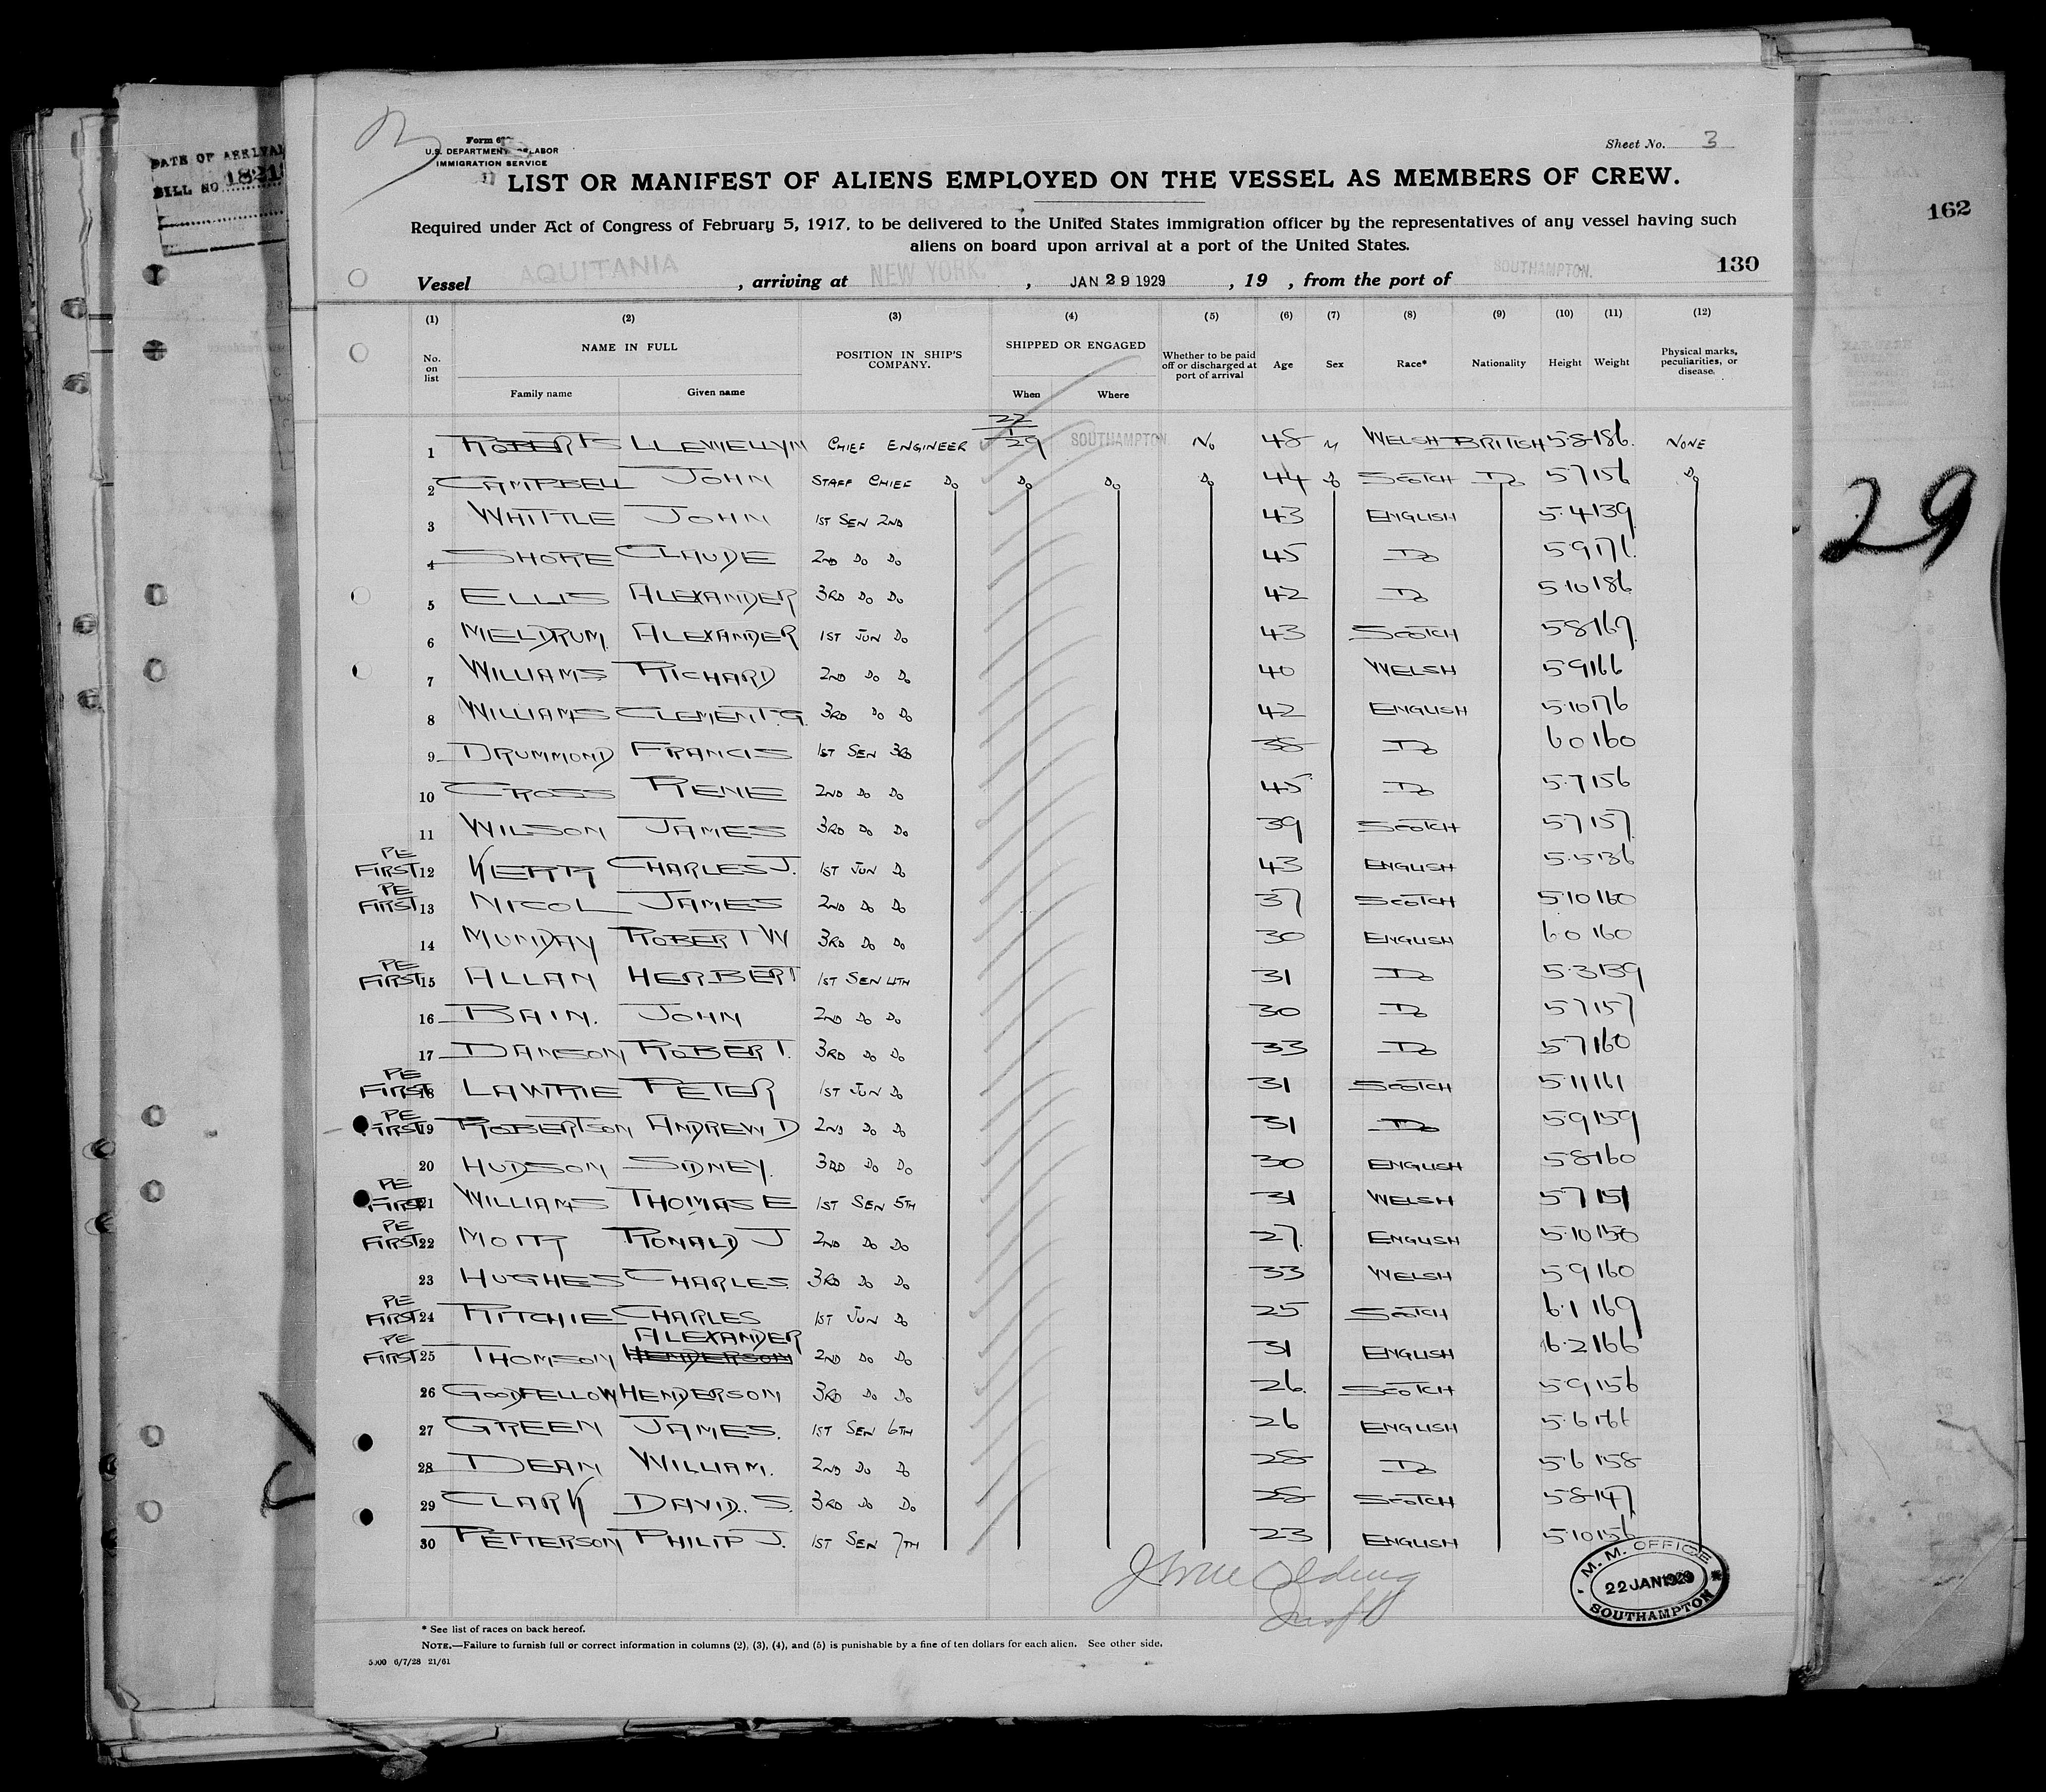 DATE OF ARRIVAL
BILL NO. 1821
Form
U.S. DEPARTMENT OF LABOR
IMMIGRATION SERVICE
Sheet No. 3
LIST OR MANIFEST OF ALIENS EMPLOYED ON THE VESSEL AS MEMBERS OF CREW.
Required under Act of Congress of February 5, 1917, to be delivered to the United States immigration officer by the representatives of any vessel having such
aliens on board upon arrival at a port of the United States.
162
130
Vessel AQUITANIA, arriving at NEW YORK., JAN 29 1929, 19 , from the port of SOUTHAMPTON.
(1) (2) (3) (4) (5) (6) (7) (8) (9) (10) (11) (12)
No. on list NAME IN FULL POSITION IN SHIP'S COMPANY. SHIPPED OR ENGAGED Whether to be paid off or discharged at port of arrival Age Sex Race* Nationality Height Weight Physical marks, peculiarities, or disease.
Family name Given name When Where
1 ROBERTS LLEWELLYN CHIEF ENGINEER 22/1/29 SOUTHAMPTON. NO 48 M WELSH BRITISH 5-8 186. NONE
2 CAMPBELL JOHN STAFF CHIEF DO DO DO DO 44 DO SCOTCH DO 5 7 156 DO
3 WHITTLE JOHN 1ST SEN 2ND 43 ENGLISH 5.4 139
4 SHORE CLAUDE 2ND DO DO 45 DO 5 9 171.
5 ELLIS ALEXANDER 3RD DO DO 42 DO 5 10 186
6 MELDRUM. ALEXANDER 1ST JUN DO 43 SCOTCH 5 8 169.
7 WILLIAMS RICHARD 2ND DO DO 40 WELSH 5 9 166
8 WILLIAMS CLEMENT.G. 3RD DO DO 42 ENGLISH 5.10 176
9 DRUMMOND FRANCIS 1ST SEN 3RD 38 DO 6 0 160
10 CROSS RENE 2ND DO DO 45 DO 5.7 156
11 WILSON JAMES 3RD DO DO 39 SCOTCH 5 7 157.
PE
FIRST 12 KERR CHARLES J. 1ST JUN DO 43 ENGLISH 5.5 136
PE
FIRST 13 NICOL JAMES 2ND DO DO 37 SCOTCH 5 10 160
14 MUNDAY ROBERT W 3RD DO DO 30 ENGLISH 6 0 160
PE
FIRST 15 ALLAN HERBERT 1ST SEN 4TH 31 DO 5.3 139
16 BAIN. JOHN 2ND DO DO 30 DO 5 7 157
17 DAMSON ROBERT. 3RD DO DO 33 DO 5 7 160
PE
FIRST 18 LAWRIE PETER 1ST JUN DO 31 SCOTCH 5.11 161
PE
FIRST 19 ROBERTSON ANDREW D 2ND DO DO 31 DO 5 9 159
20 HUDSON SIDNEY. 3RD DO DO 30 ENGLISH 5 8 160
PE
FIRST 21 WILLIAMS THOMAS E 1ST SEN 5TH 31 WELSH 5 7 151
PE
FIRST 22 MOTT RONALD J 2ND DO DO 27. ENGLISH 5.10 150
23 HUGHES CHARLES. 3RD DO DO 33 WELSH 5 9 160
PE
FIRST 24 RITCHIE CHARLES 1ST JUN DO 25 SCOTCH 6.1 169
PE ALEXANDER
FIRST 25 THOMSON HENDERSON 2ND DO DO 31 ENGLISH 6.2 166
26 GOODFELLOW HENDERSON 3RD DO DO 26. SCOTCH 5 9 156
27 GREEN JAMES. 1ST SEN 6TH 26 ENGLISH 5.6
28 DEAN WILLIAM. 2ND DO DO 28 DO 5 6 158
29 CLARK DAVID. S. 3RD DO DO 28 SCOTCH 5 8 147.
30 PETTERSON PHILIP J. 1ST SEN 7TH 23 ENGLISH 5.10 156
29
M. M. OFFICE
22 JAN 1929
SOUTHAMPTON
* See list of races on back hereof.
NOTE.—Failure to furnish full or correct information in columns (2), (3), (4), and (5) is punishable by a fine of ten dollars for each alien. See other side.
5000 6/7/28 21/61